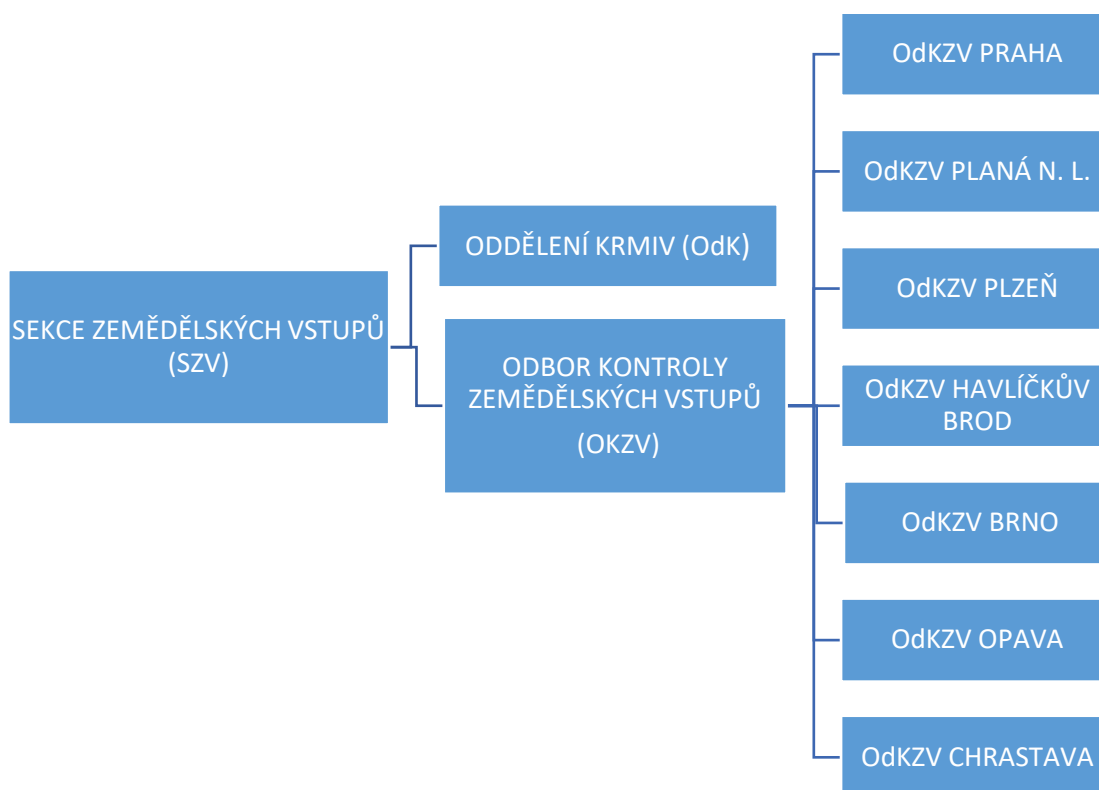 SEKCE ZEMĚDĚLSKÝCH VSTUPŮ
(SZV)
ODDĚLENÍ KRMIV (OdK)
ODBOR KONTROLY
ZEMĚDĚLSKÝCH VSTUPŮ
(OKZV)
OdKZV PRAHA
OdKZV PLANÁ N. L.
OdKZV PLZEŇ
OdKZV HAVLÍČKŮV
BROD
OdKZV BRNO
OdKZV OPAVA
OdKZV CHRASTAVA